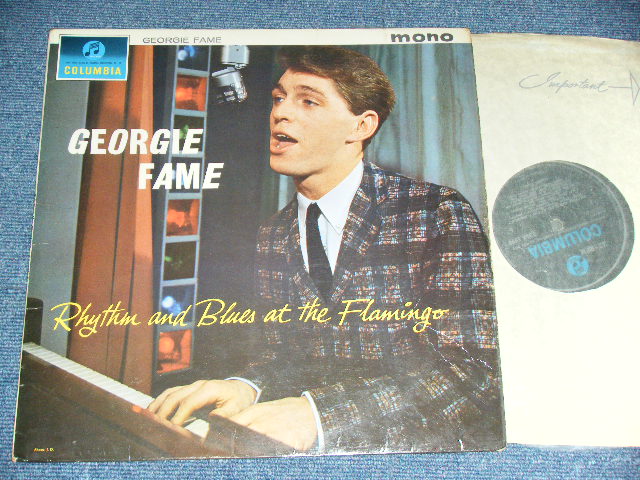 GEORGIE FAME
mono
COLUMBIA
GEORGIE
FAME
Rhythm and Blues at the Flamingo
Important
COLUMBIA